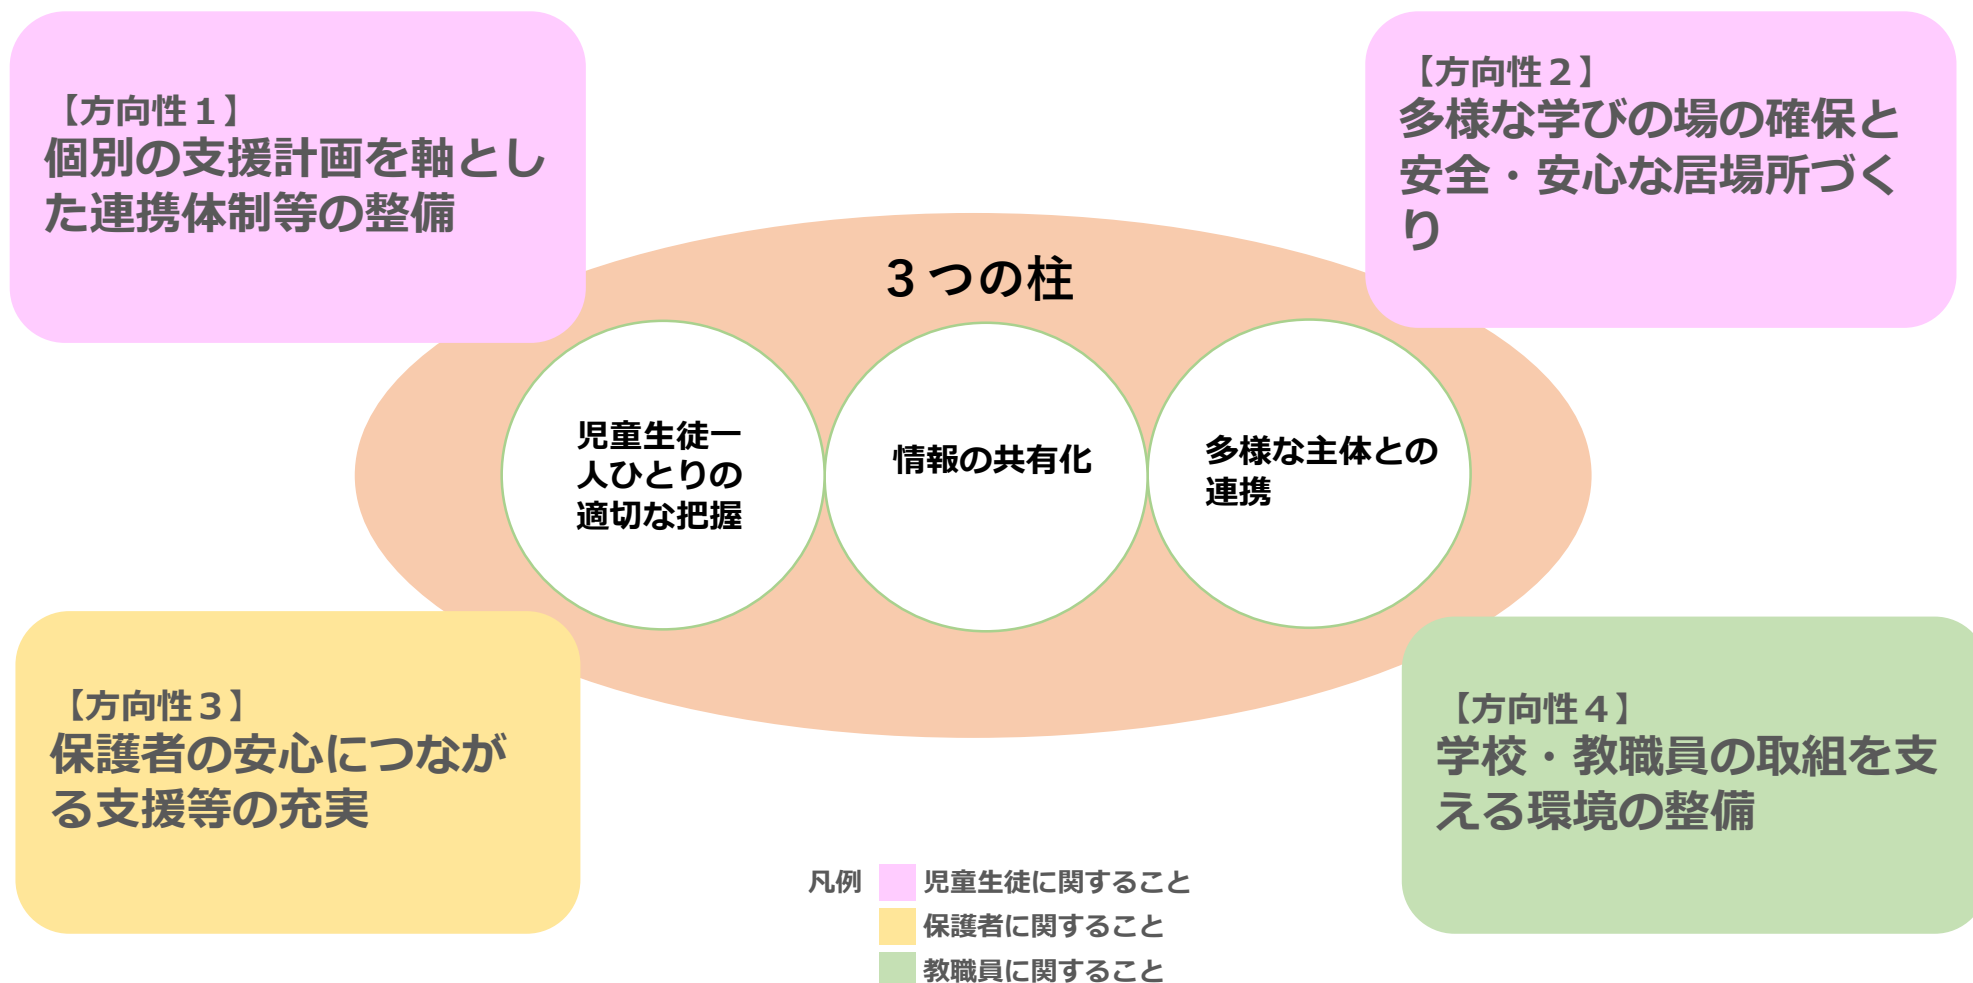 【方向性１】
個別の支援計画を軸とし
た連携体制等の整備
【方向性２】
多様な学びの場の確保と
安全・安心な居場所づく
り
３つの柱
児童生徒一
人ひとりの
適切な把握
情報の共有化
多様な主体との
連携
【方向性３】
保護者の安心につなが
る支援等の充実
【方向性４】
学校・教職員の取組を支
える環境の整備
凡例 児童生徒に関すること
保護者に関すること
教職員に関すること